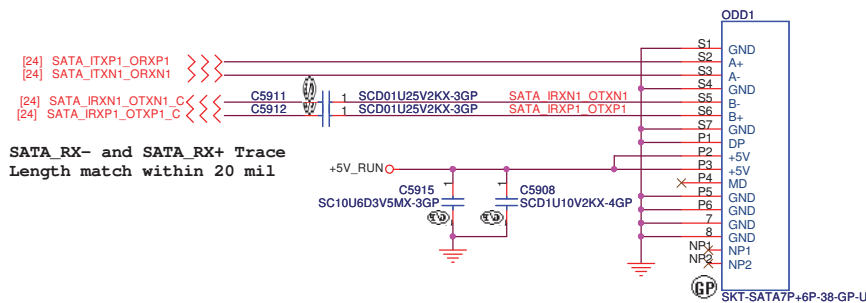 ODD1
[24] SATA_ITXP1_ORXP1
[24] SATA_ITXN1_ORXN1
[24] SATA_IRXN1_OTXN1_C
[24] SATA_IRXP1_OTXP1_C
C5911 1 SCD01U25V2KX-3GP SATA_IRXN1_OTXN1
C5912 1 SCD01U25V2KX-3GP SATA_IRXP1_OTXP1
SATA_RX- and SATA_RX+ Trace
Length match within 20 mil
+5V_RUN
1 C5915
SC10U6D3V5MX-3GP
1 C5908
SCD1U10V2KX-4GP
S1 GND
S2 A+
S3 A-
S4 GND
S5 B-
S6 B+
S7 GND
P1 DP
P2 +5V
P3 +5V
P4 MD
P5 GND
P6 GND
7 GND
8 GND
NP1 NP1
NP2 NP2
GP
SKT-SATA7P+6P-38-GP-U